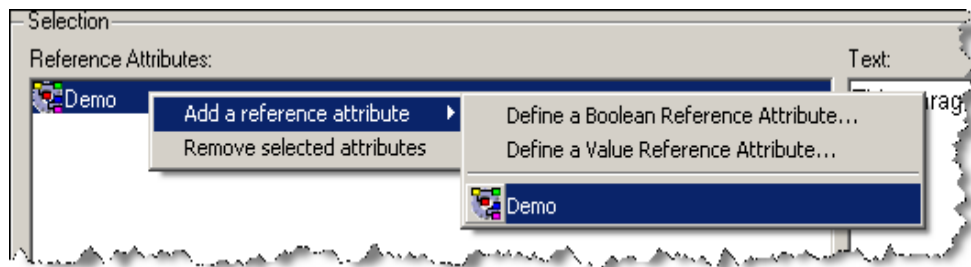 Selection
Reference Attributes:
Text:
Demo
Add a reference attribute
Remove selected attributes
Define a Boolean Reference Attribute...
Define a Value Reference Attribute...
Demo